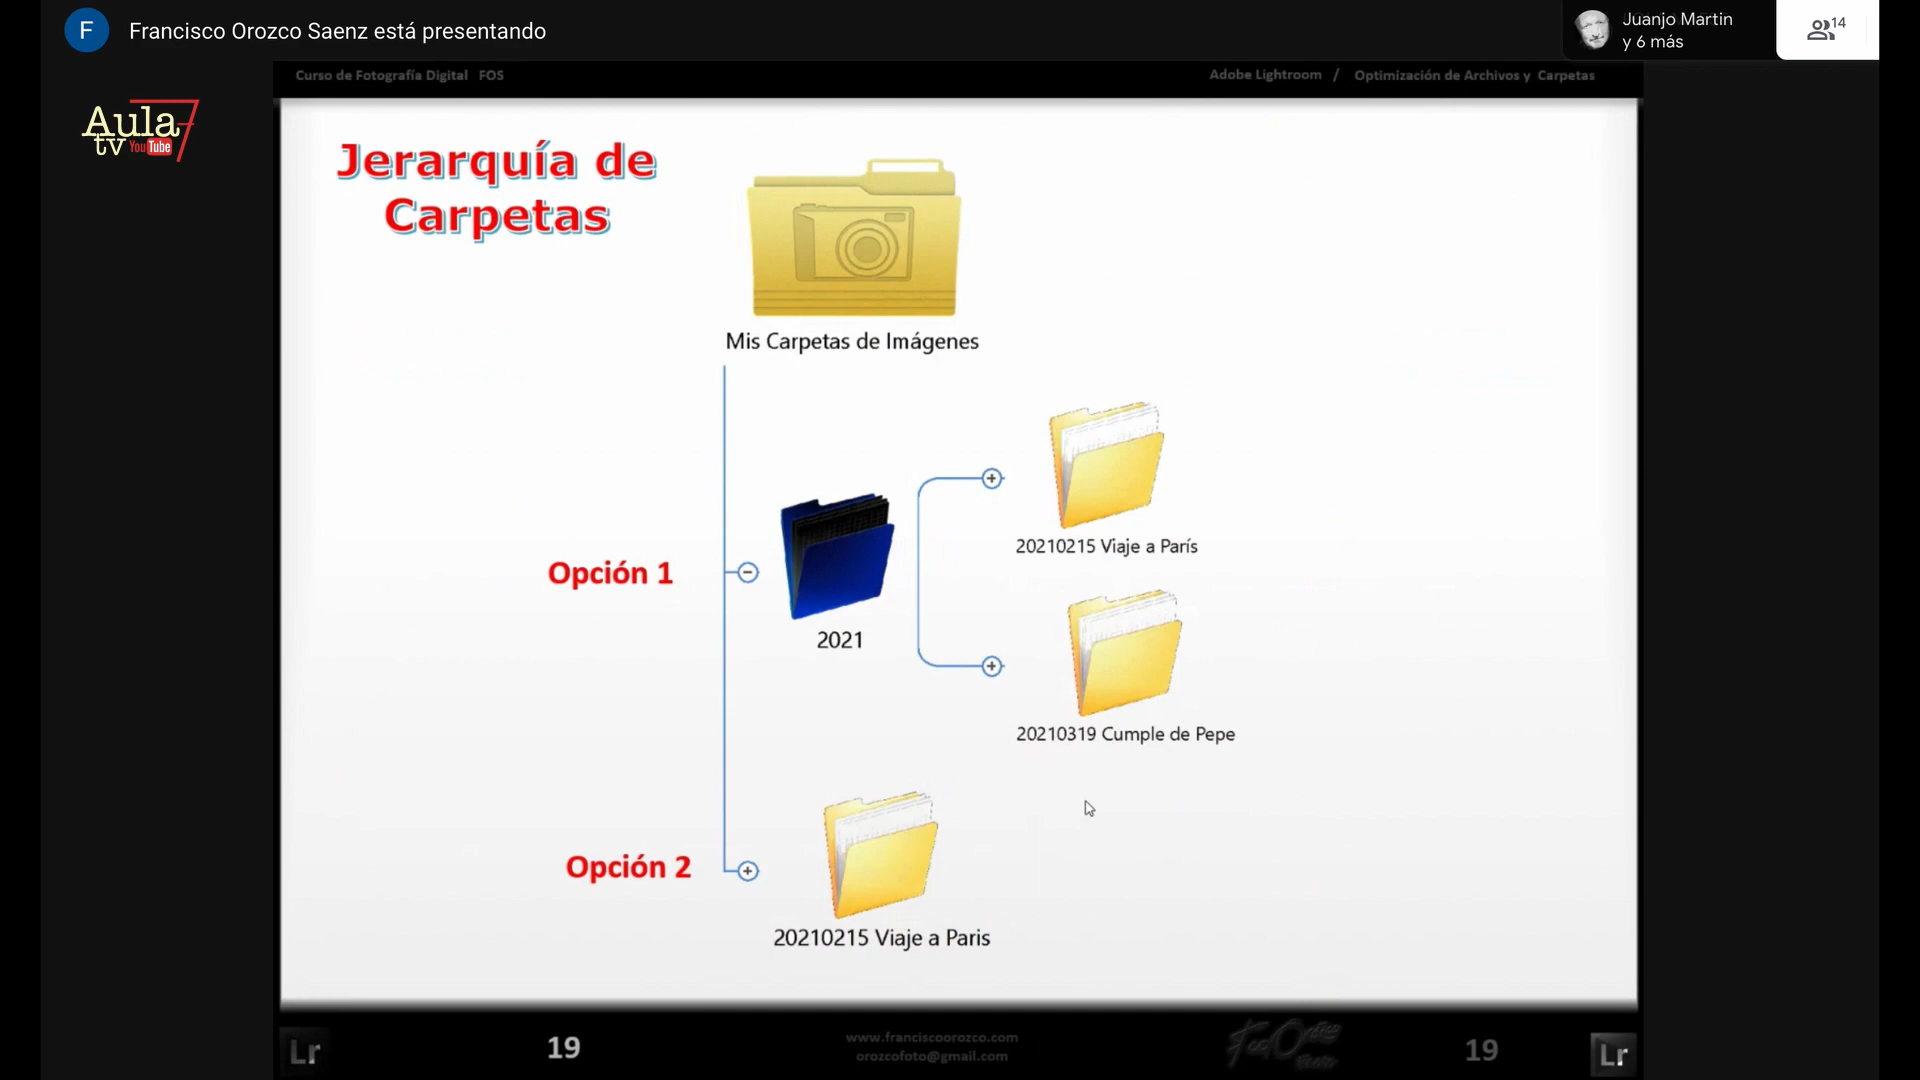 F
Francisco Orozco Saenz está presentando
Juanjo Martin
y 6 más
14
Curso de Fotografía Digital FOS
Adobe Lightroom / Optimización de Archivos y Carpetas
Aula 7
tv YouTube
Jerarquía de
Carpetas
Mis Carpetas de Imágenes
20210215 Viaje a París
Opción 1
2021
20210319 Cumple de Pepe
Opción 2
20210215 Viaje a Paris
Lr
19
www.franciscoorozco.com
orozcofoto@gmail.com
19
Lr